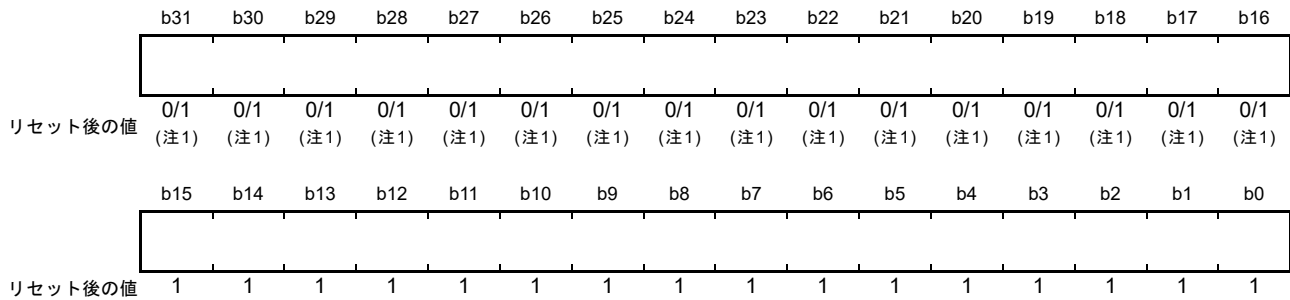 b31 b30 b29 b28 b27 b26 b25 b24 b23 b22 b21 b20 b19 b18 b17 b16
リセット後の値 0/1 0/1 0/1 0/1 0/1 0/1 0/1 0/1 0/1 0/1 0/1 0/1 0/1 0/1 0/1 0/1
(注1) (注1) (注1) (注1) (注1) (注1) (注1) (注1) (注1) (注1) (注1) (注1) (注1) (注1) (注1) (注1)
b15 b14 b13 b12 b11 b10 b9 b8 b7 b6 b5 b4 b3 b2 b1 b0
リセット後の値 1 1 1 1 1 1 1 1 1 1 1 1 1 1 1 1